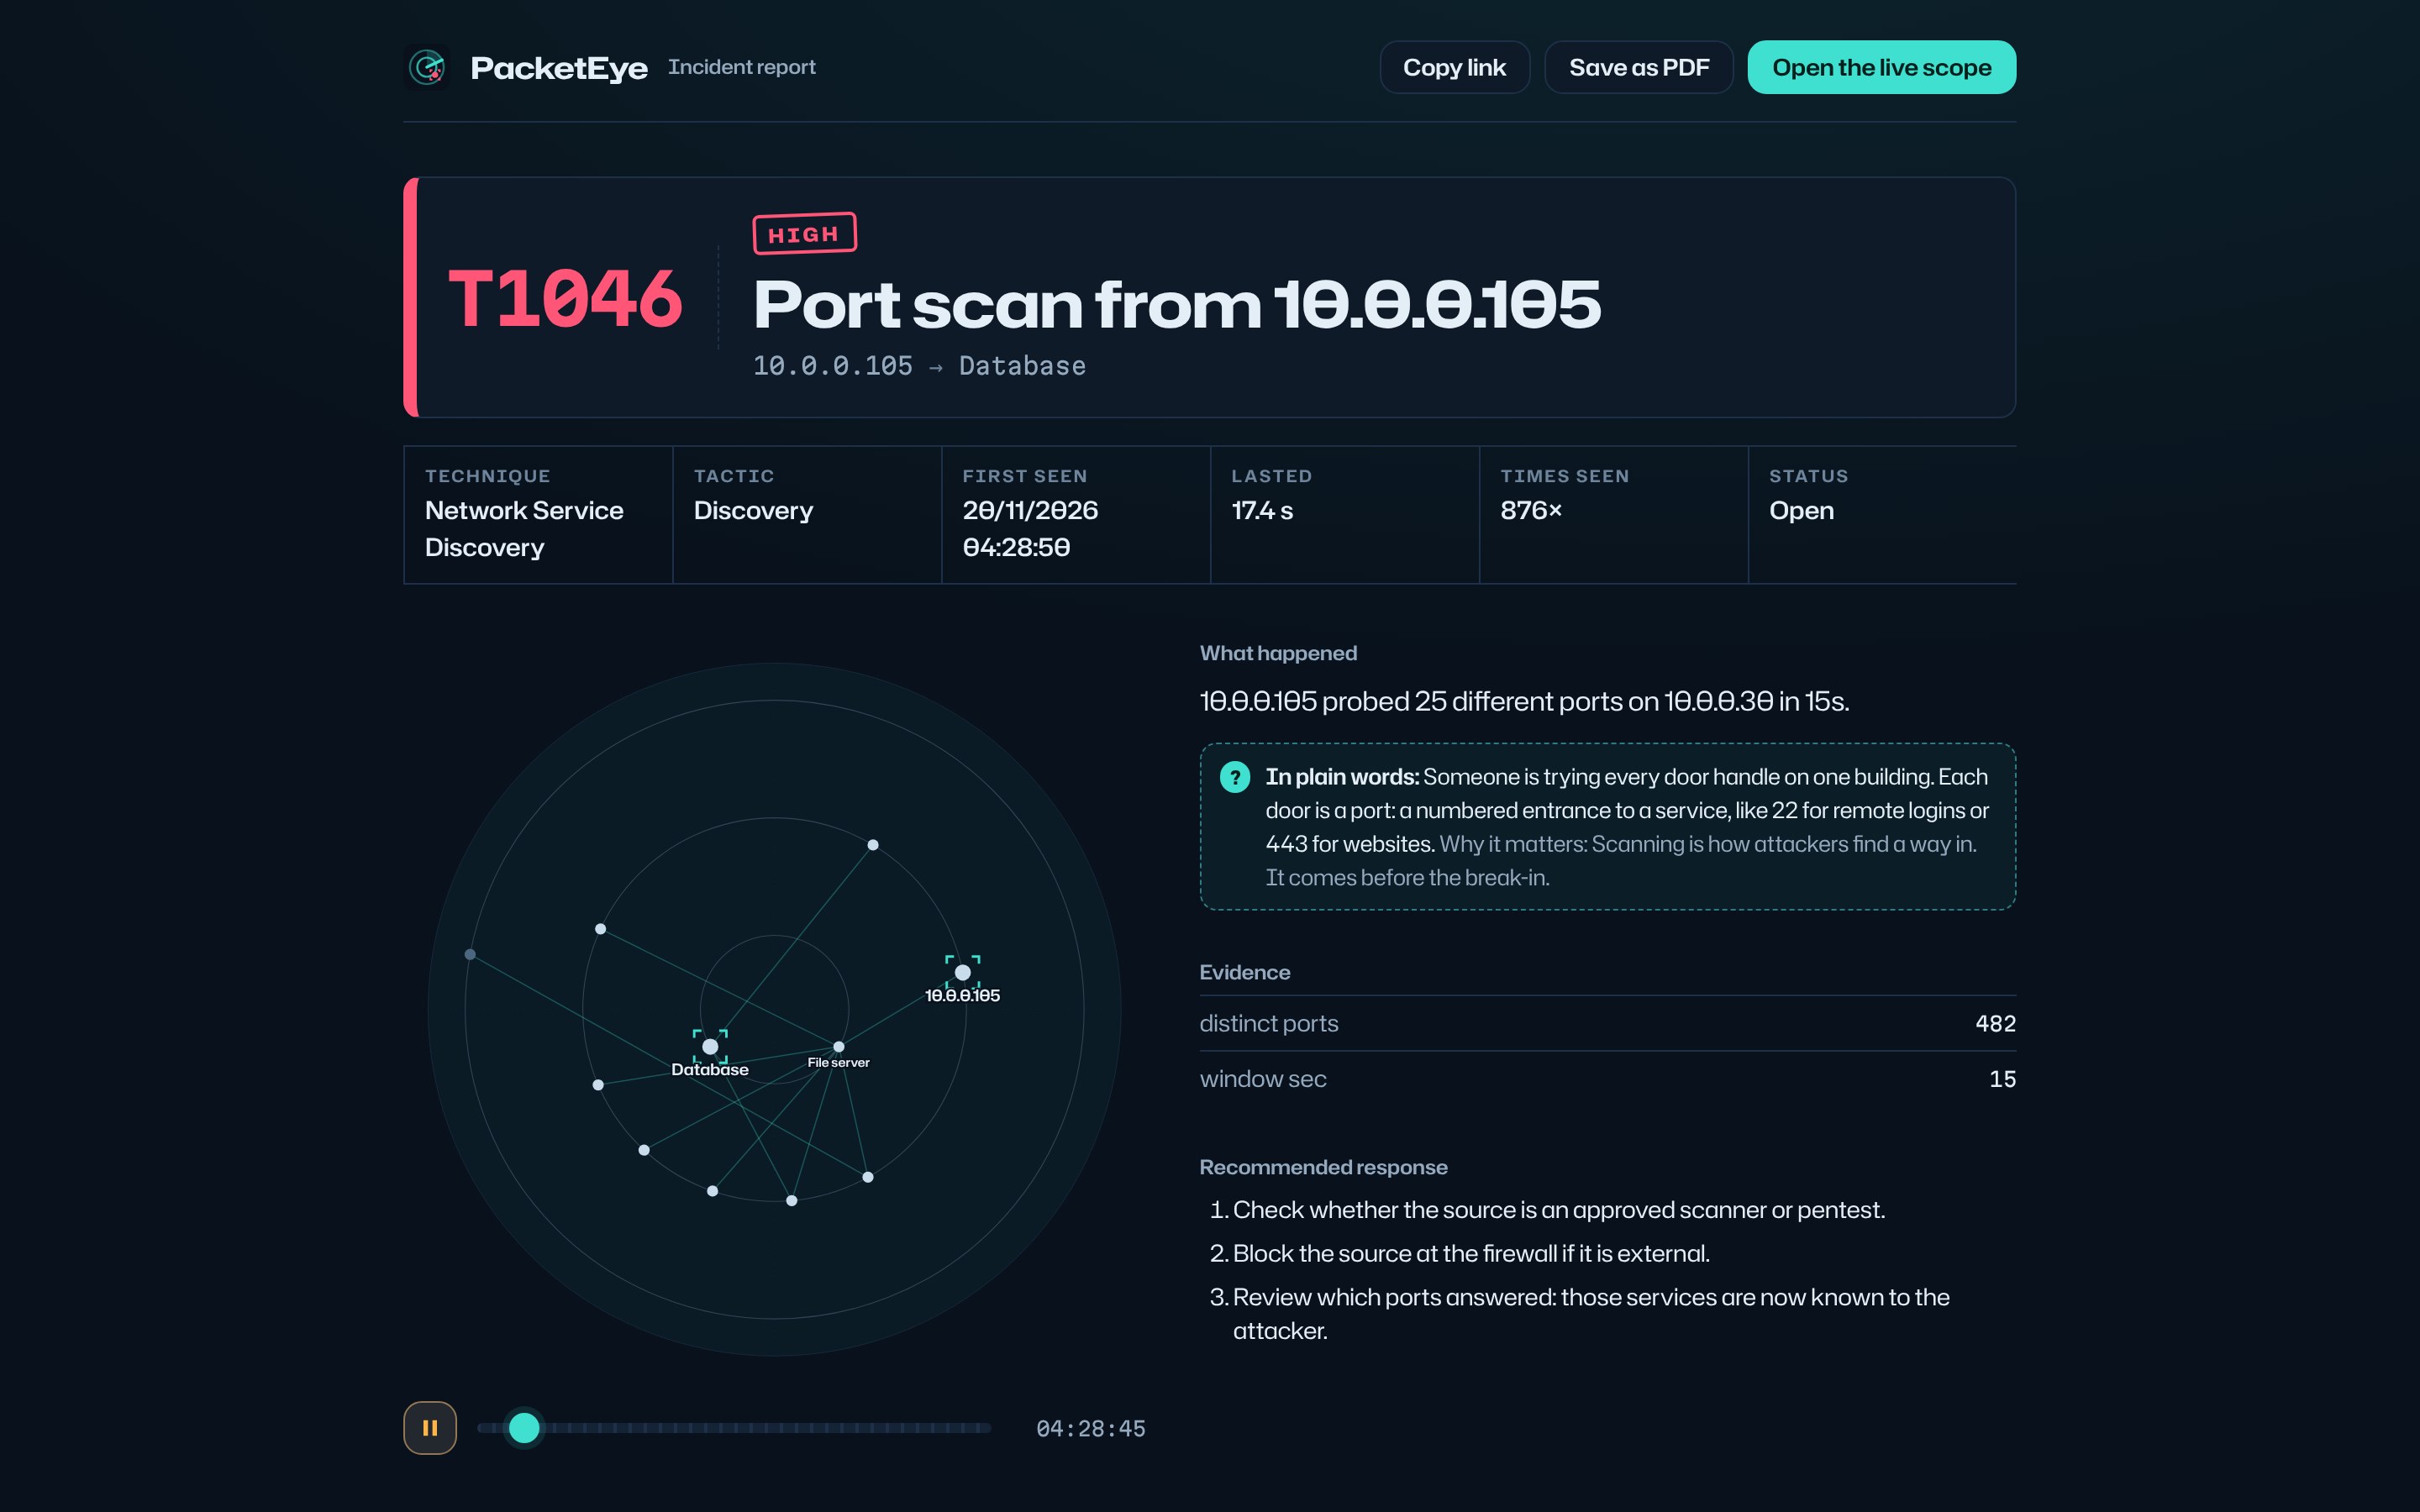 PacketEye Incident report
Copy link
Save as PDF
Open the live scope
HIGH
T1046
Port scan from 10.0.0.105
10.0.0.105 → Database
TECHNIQUE
Network Service
Discovery
TACTIC
Discovery
FIRST SEEN
20/11/2026
04:28:50
LASTED
17.4 s
TIMES SEEN
876×
STATUS
Open
10.0.0.105
Database
File server
04:28:45
What happened
10.0.0.105 probed 25 different ports on 10.0.0.30 in 15s.
? In plain words: Someone is trying every door handle on one building. Each
door is a port: a numbered entrance to a service, like 22 for remote logins or
443 for websites. Why it matters: Scanning is how attackers find a way in.
It comes before the break-in.
Evidence
distinct ports 482
window sec 15
Recommended response
1. Check whether the source is an approved scanner or pentest.
2. Block the source at the firewall if it is external.
3. Review which ports answered: those services are now known to the
attacker.